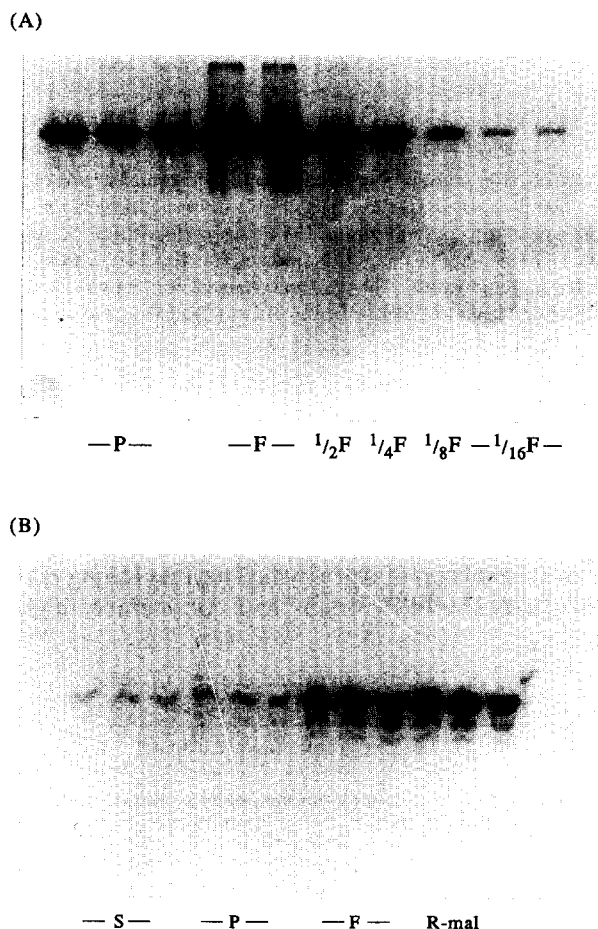 (A)
—P— —F— 1/2F 1/4F 1/8F —1/16F—
(B)
— S — — P — — F — R-mal